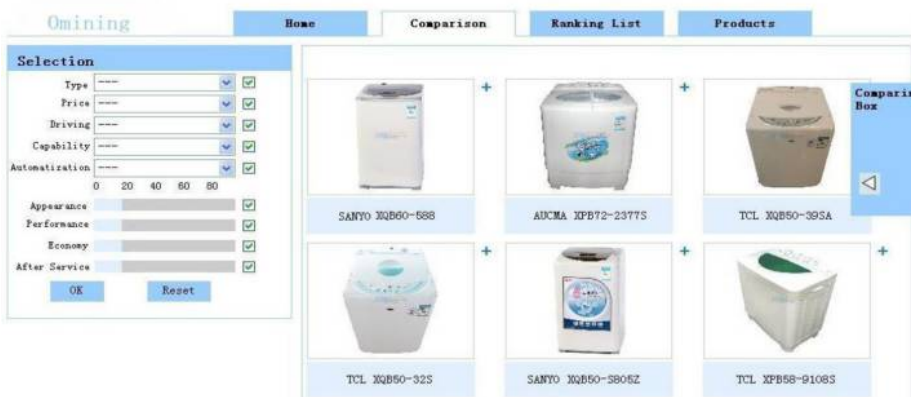 Omining
Home
Comparison
Ranking List
Products
Selection
Type ---
Price ---
Driving ---
Capability ---
Automatization ---
0 20 40 60 80
Appearance
Performance
Economy
After Service
OK Reset
SANYO XQB60-588
AUCMA XPB72-2377S
TCL XQB50-39SA
Comparis
Box
TCL XQB50-32S
SANYO XQB50-S805Z
TCL XPB58-9108S